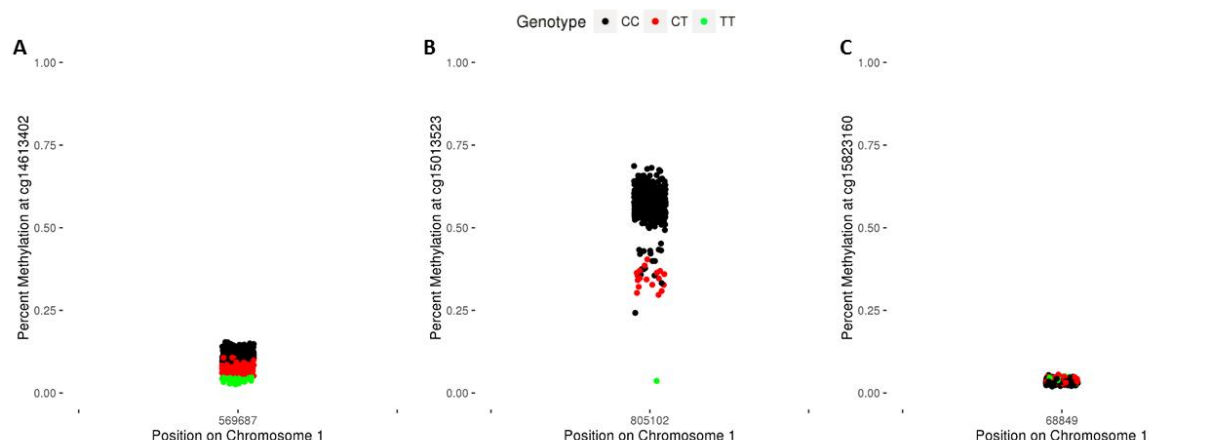 Genotype CC CT TT
A
Percent Methylation at cg14613402
1.00
0.75
0.50
0.25
0.00
569687
Position on Chromosome 1
B
Percent Methylation at cg15013523
1.00
0.75
0.50
0.25
0.00
805102
Position on Chromosome 1
C
Percent Methylation at cg15823160
1.00
0.75
0.50
0.25
0.00
68849
Position on Chromosome 1